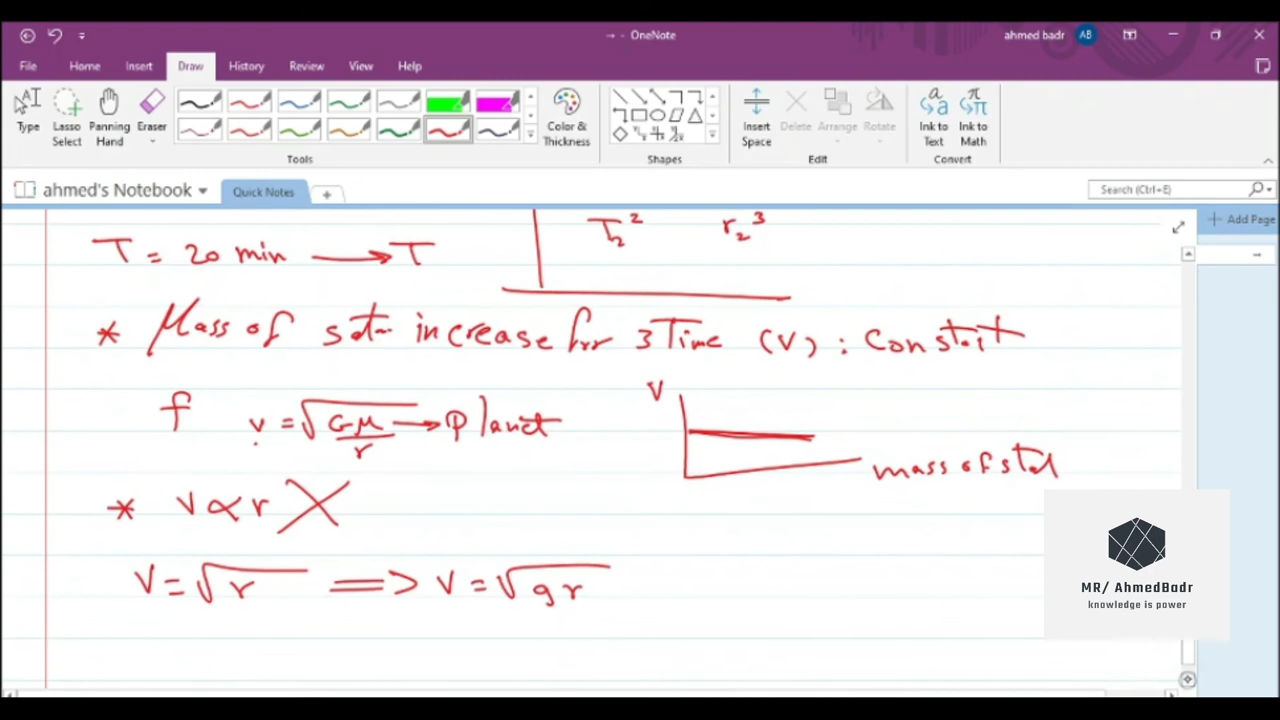 - OneNote
ahmed badr
AB
File Home Insert Draw History Review View Help
Type
Lasso Select
Panning Hand
Eraser
Color & Thickness
Insert Space
Delete
Arrange
Rotate
Ink to Text
Ink to Math
Tools
Shapes
Edit
Convert
ahmed's Notebook
Quick Notes
Search (Ctrl+E)
Add Page
T₂² r₂³
T = 20 min → T
* Mass of increase for 3 Time (V) :
f v = √(GM/r) → Planet
V
mass of
* V ∝ r X
V = √r => V = √gr
MR/ AhmedBadr
knowledge is power